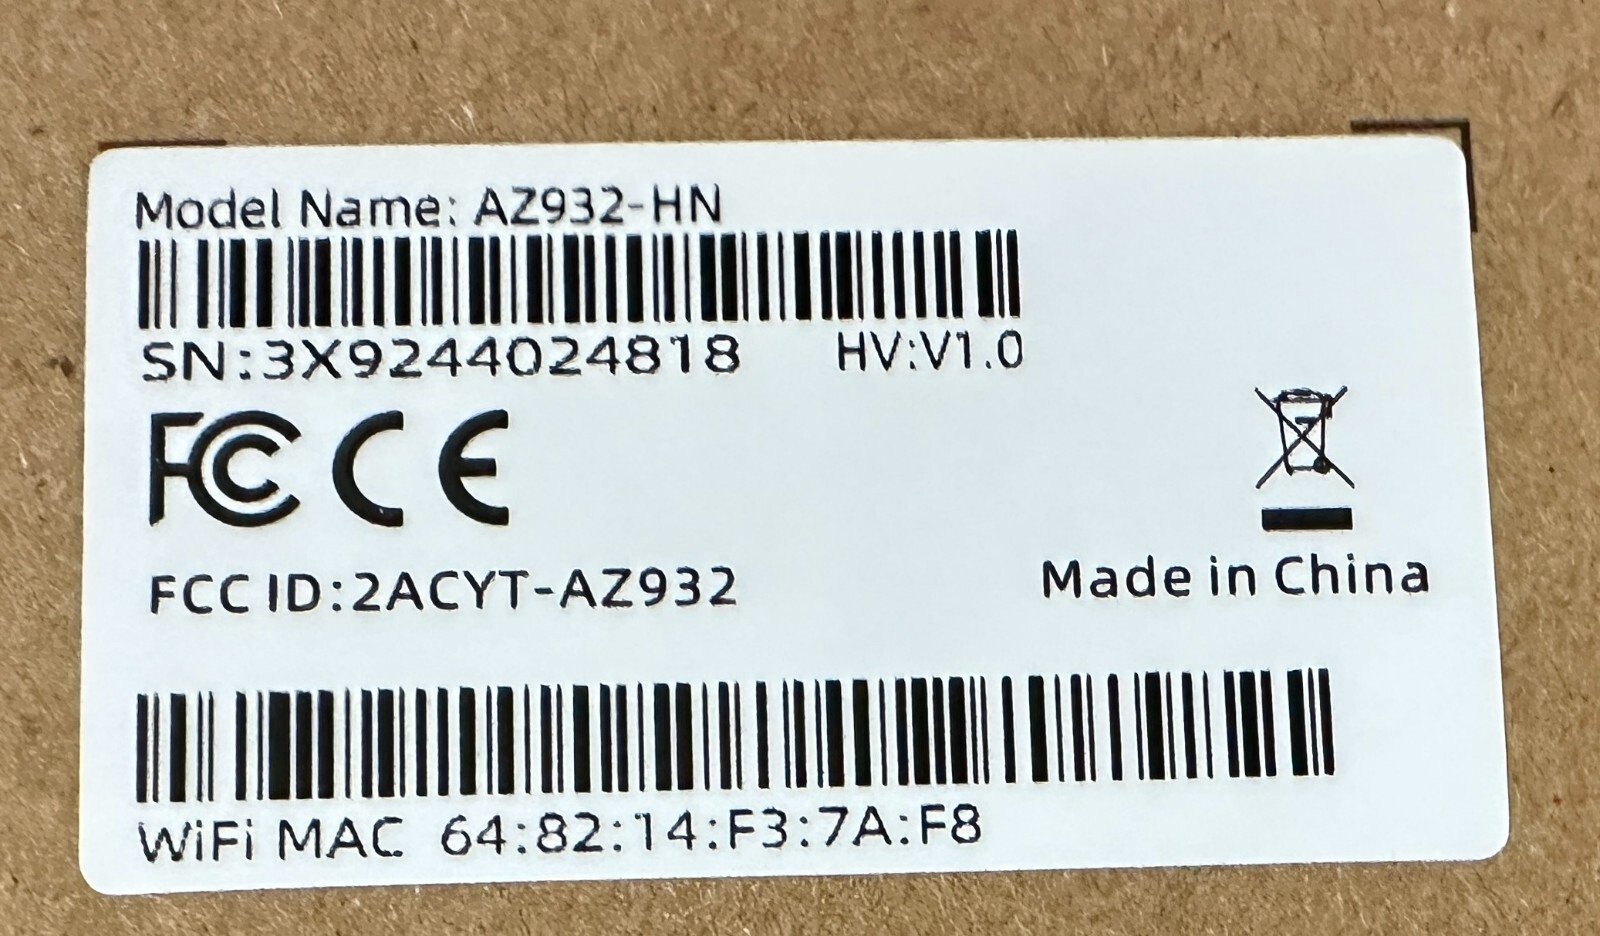 Model Name: AZ932-HN
SN:3X9244024818 HV:V1.0
FC CE
FCC ID:2ACYT-AZ932
Made in China
WiFi MAC 64:82:14:F3:7A:F8